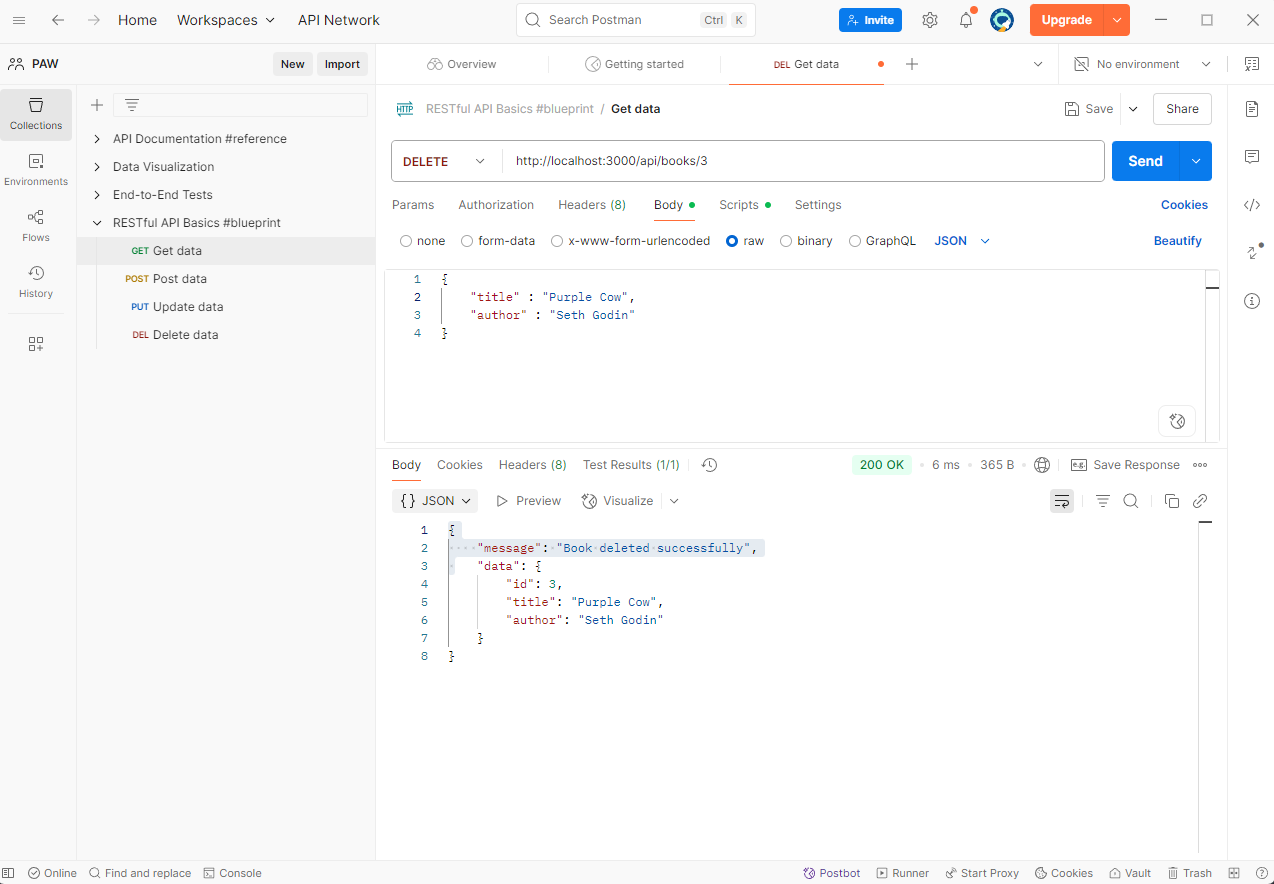 Home Workspaces API Network Search Postman Ctrl K Invite Upgrade
PAW New Import Overview Getting started DEL Get data No environment
Collections
Environments
Flows
History
API Documentation #reference
Data Visualization
End-to-End Tests
RESTful API Basics #blueprint
GET Get data
POST Post data
PUT Update data
DEL Delete data
HTTP RESTful API Basics #blueprint / Get data Save Share
DELETE http://localhost:3000/api/books/3 Send
Params Authorization Headers (8) Body Scripts Settings Cookies
none form-data x-www-form-urlencoded raw binary GraphQL JSON Beautify
1 {
2 "title" : "Purple Cow",
3 "author" : "Seth Godin"
4 }
Body Cookies Headers (8) Test Results (1/1) 200 OK 6 ms 365 B e.g. Save Response
{} JSON Preview Visualize
1 {
2 "message": "Book deleted successfully",
3 "data": {
4 "id": 3,
5 "title": "Purple Cow",
6 "author": "Seth Godin"
7 }
8 }
Online Find and replace Console Postbot Runner Start Proxy Cookies Vault Trash